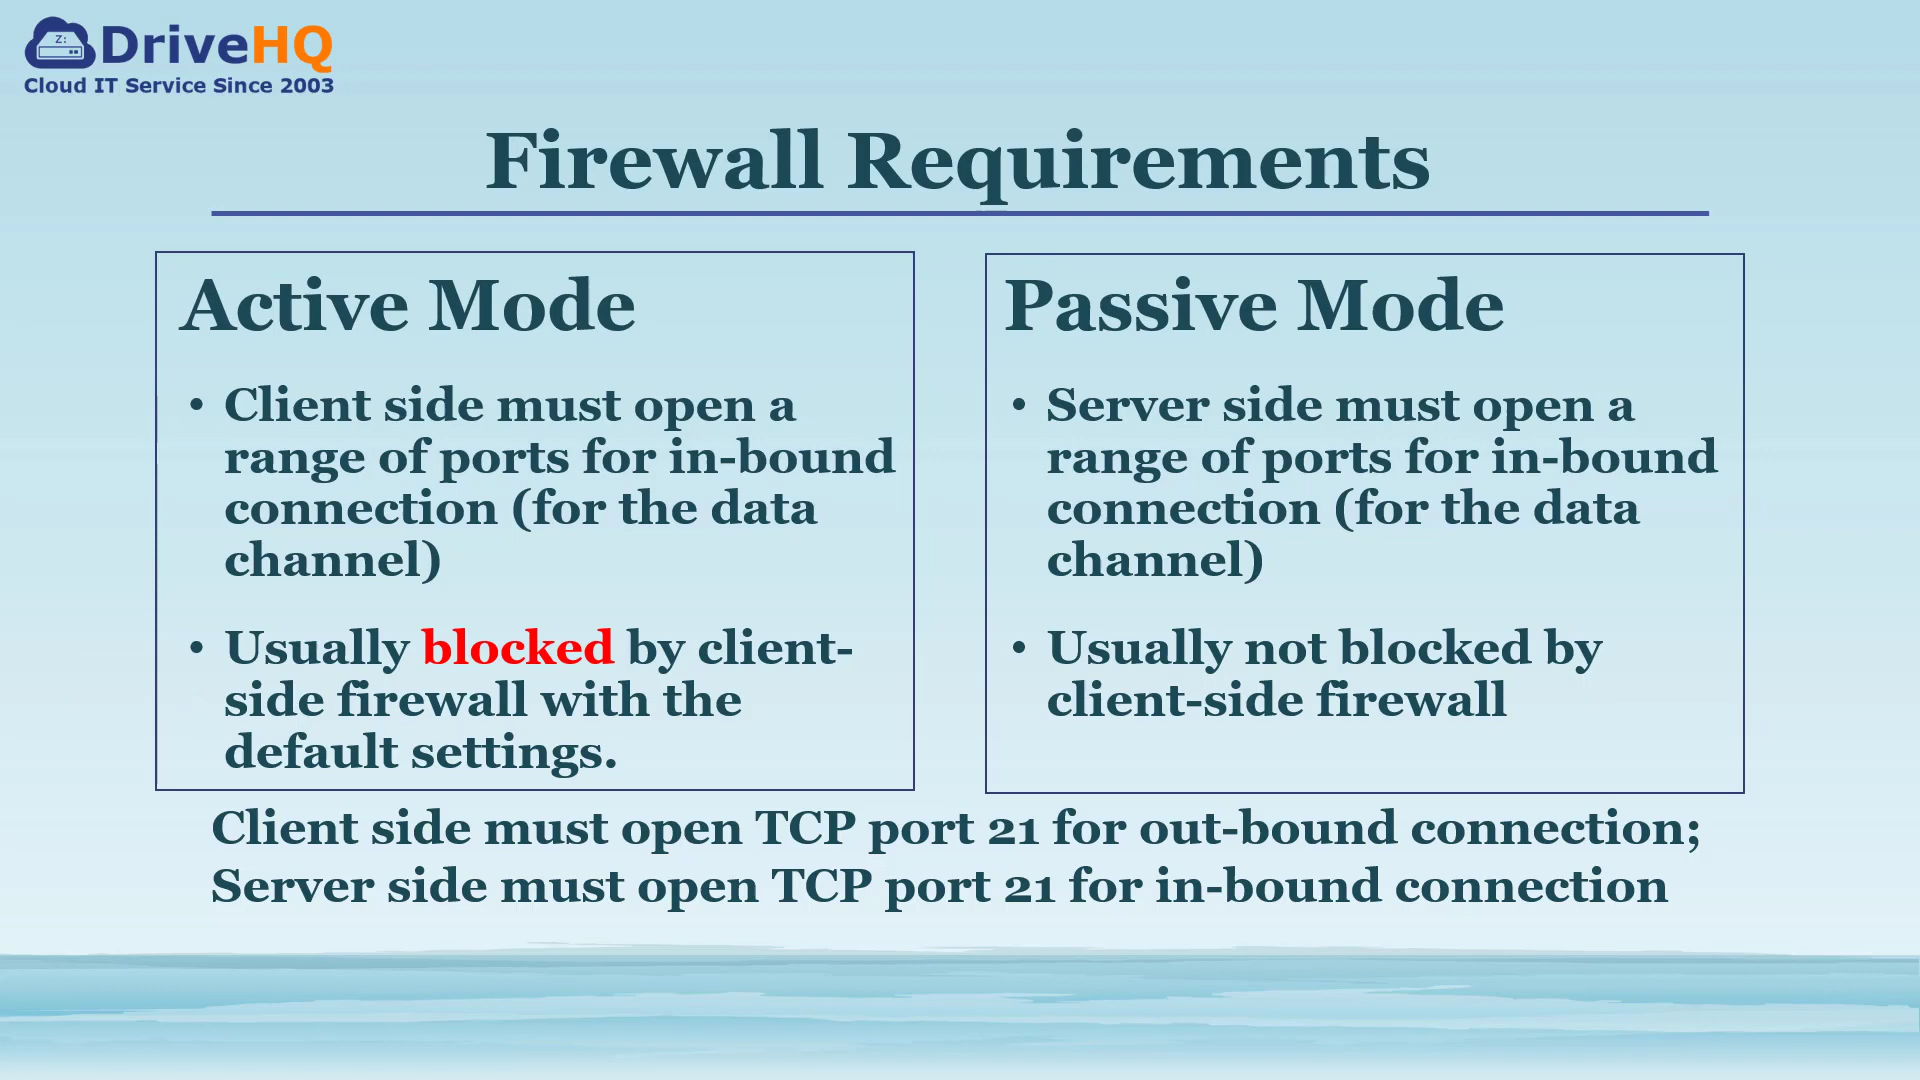 Z:
DriveHQ
Cloud IT Service Since 2003
Firewall Requirements
Active Mode
• Client side must open a
range of ports for in-bound
connection (for the data
channel)
• Usually blocked by client-
side firewall with the
default settings.
Passive Mode
• Server side must open a
range of ports for in-bound
connection (for the data
channel)
• Usually not blocked by
client-side firewall
Client side must open TCP port 21 for out-bound connection;
Server side must open TCP port 21 for in-bound connection